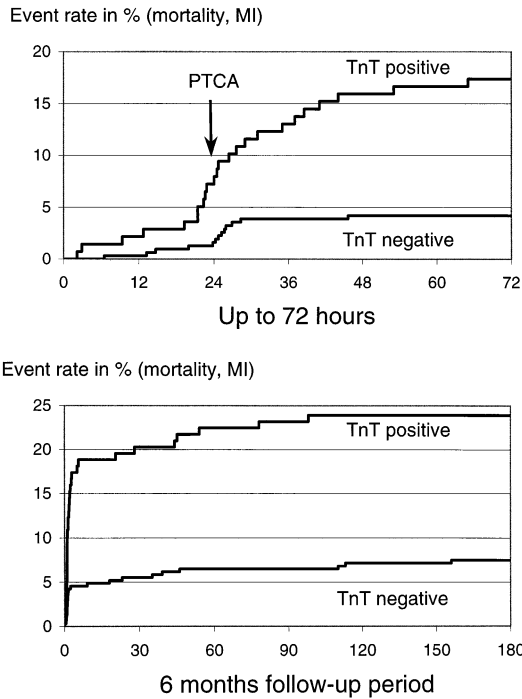 Event rate in % (mortality, MI)
20
TnT positive
PTCA
15
10
5
TnT negative
0
0 12 24 36 48 60 72
Up to 72 hours
Event rate in % (mortality, MI)
25
TnT positive
20
15
10
5
TnT negative
0
0 30 60 90 120 150 180
6 months follow-up period